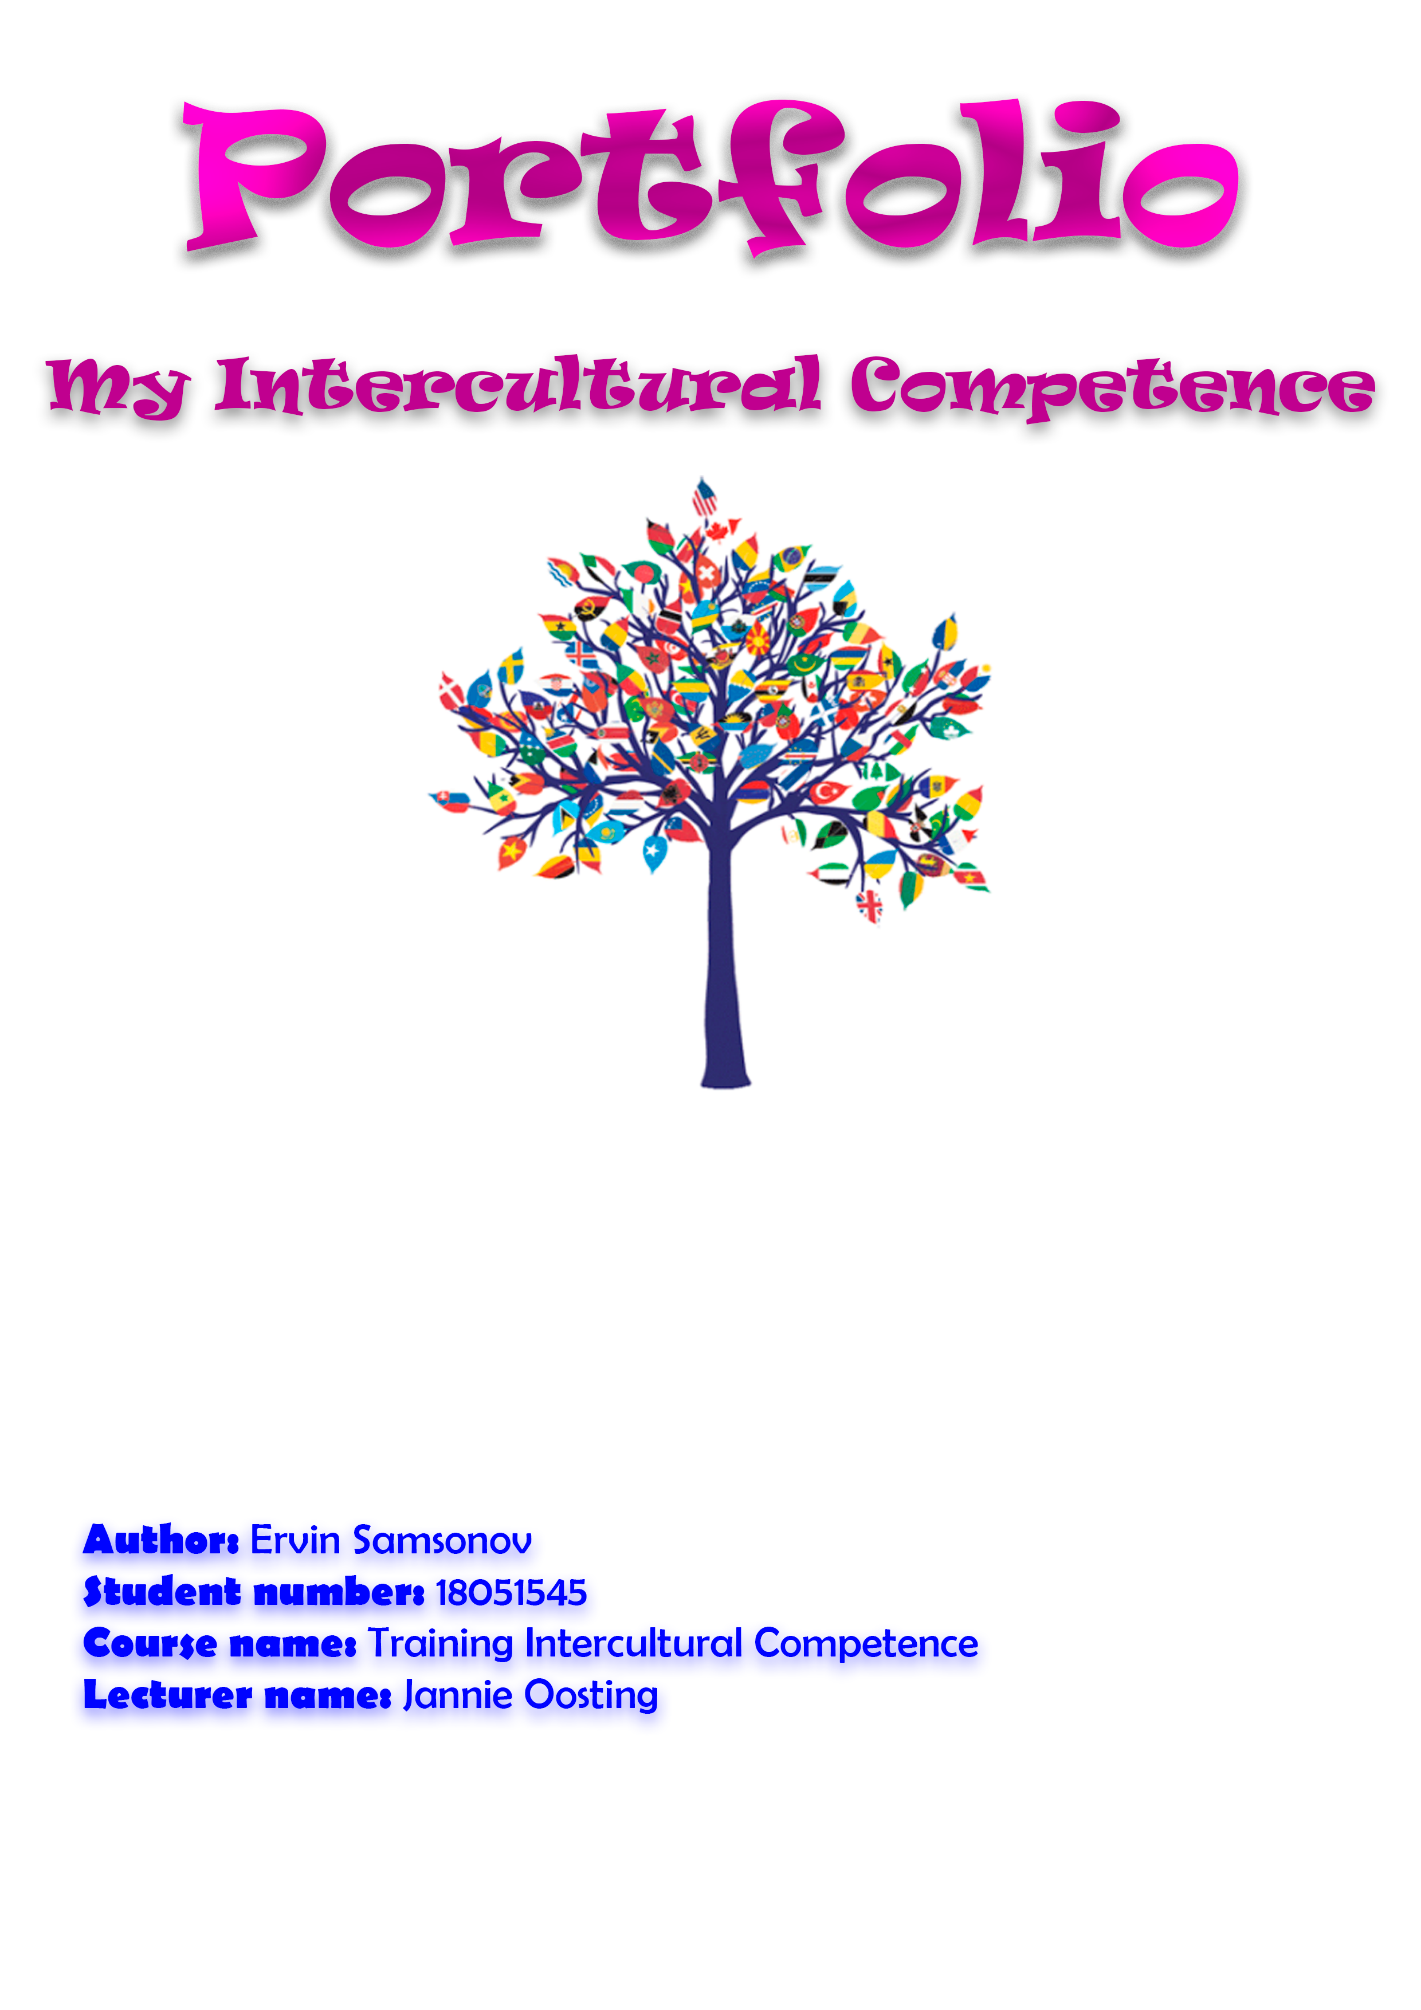 Portfolio
My Intercultural Competence
Author: Ervin Samsonov
Student number: 18051545
Course name: Training Intercultural Competence
Lecturer name: Jannie Oosting